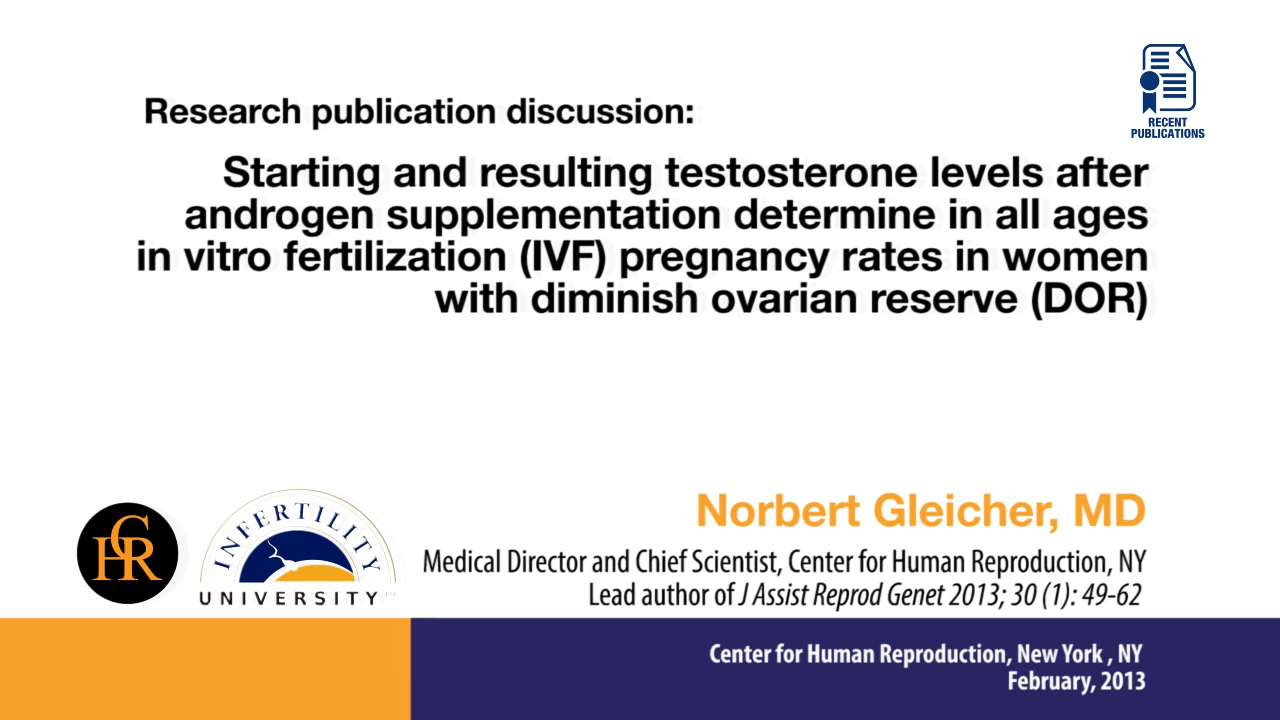 RECENT
PUBLICATIONS
Research publication discussion:
Starting and resulting testosterone levels after
androgen supplementation determine in all ages
in vitro fertilization (IVF) pregnancy rates in women
with diminish ovarian reserve (DOR)
Norbert Gleicher, MD
Medical Director and Chief Scientist, Center for Human Reproduction, NY
Lead author of J Assist Reprod Genet 2013; 30 (1): 49-62
CHR
INFERTILITY
UNIVERSITY™
Center for Human Reproduction, New York , NY
February, 2013